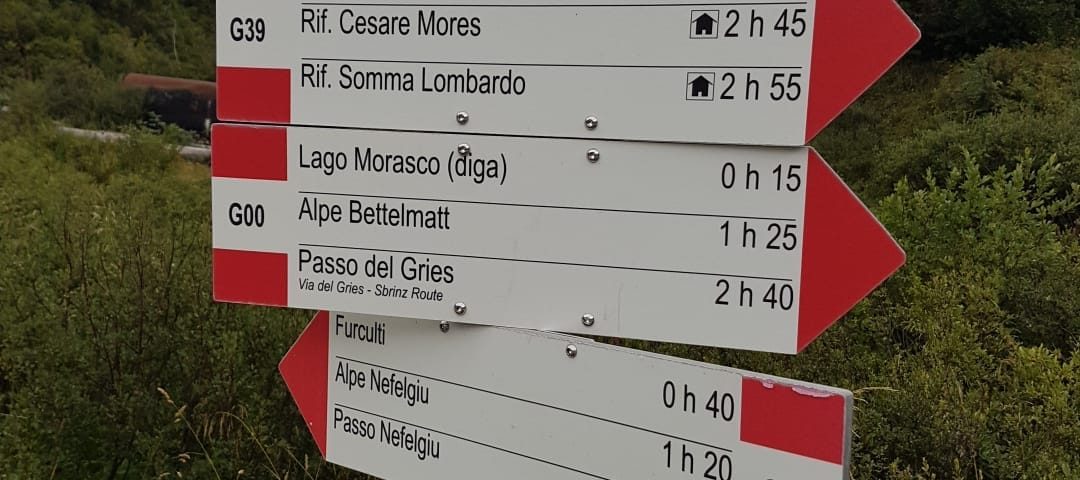 G39
Rif. Cesare Mores 2 h 45
Rif. Somma Lombardo 2 h 55
Lago Morasco (diga) 0 h 15
G00
Alpe Bettelmatt 1 h 25
Passo del Gries 2 h 40
Via del Gries - Sbrinz Route
Furculti 0 h 40
Alpe Nefelgiu 1 h 20
Passo Nefelgiu